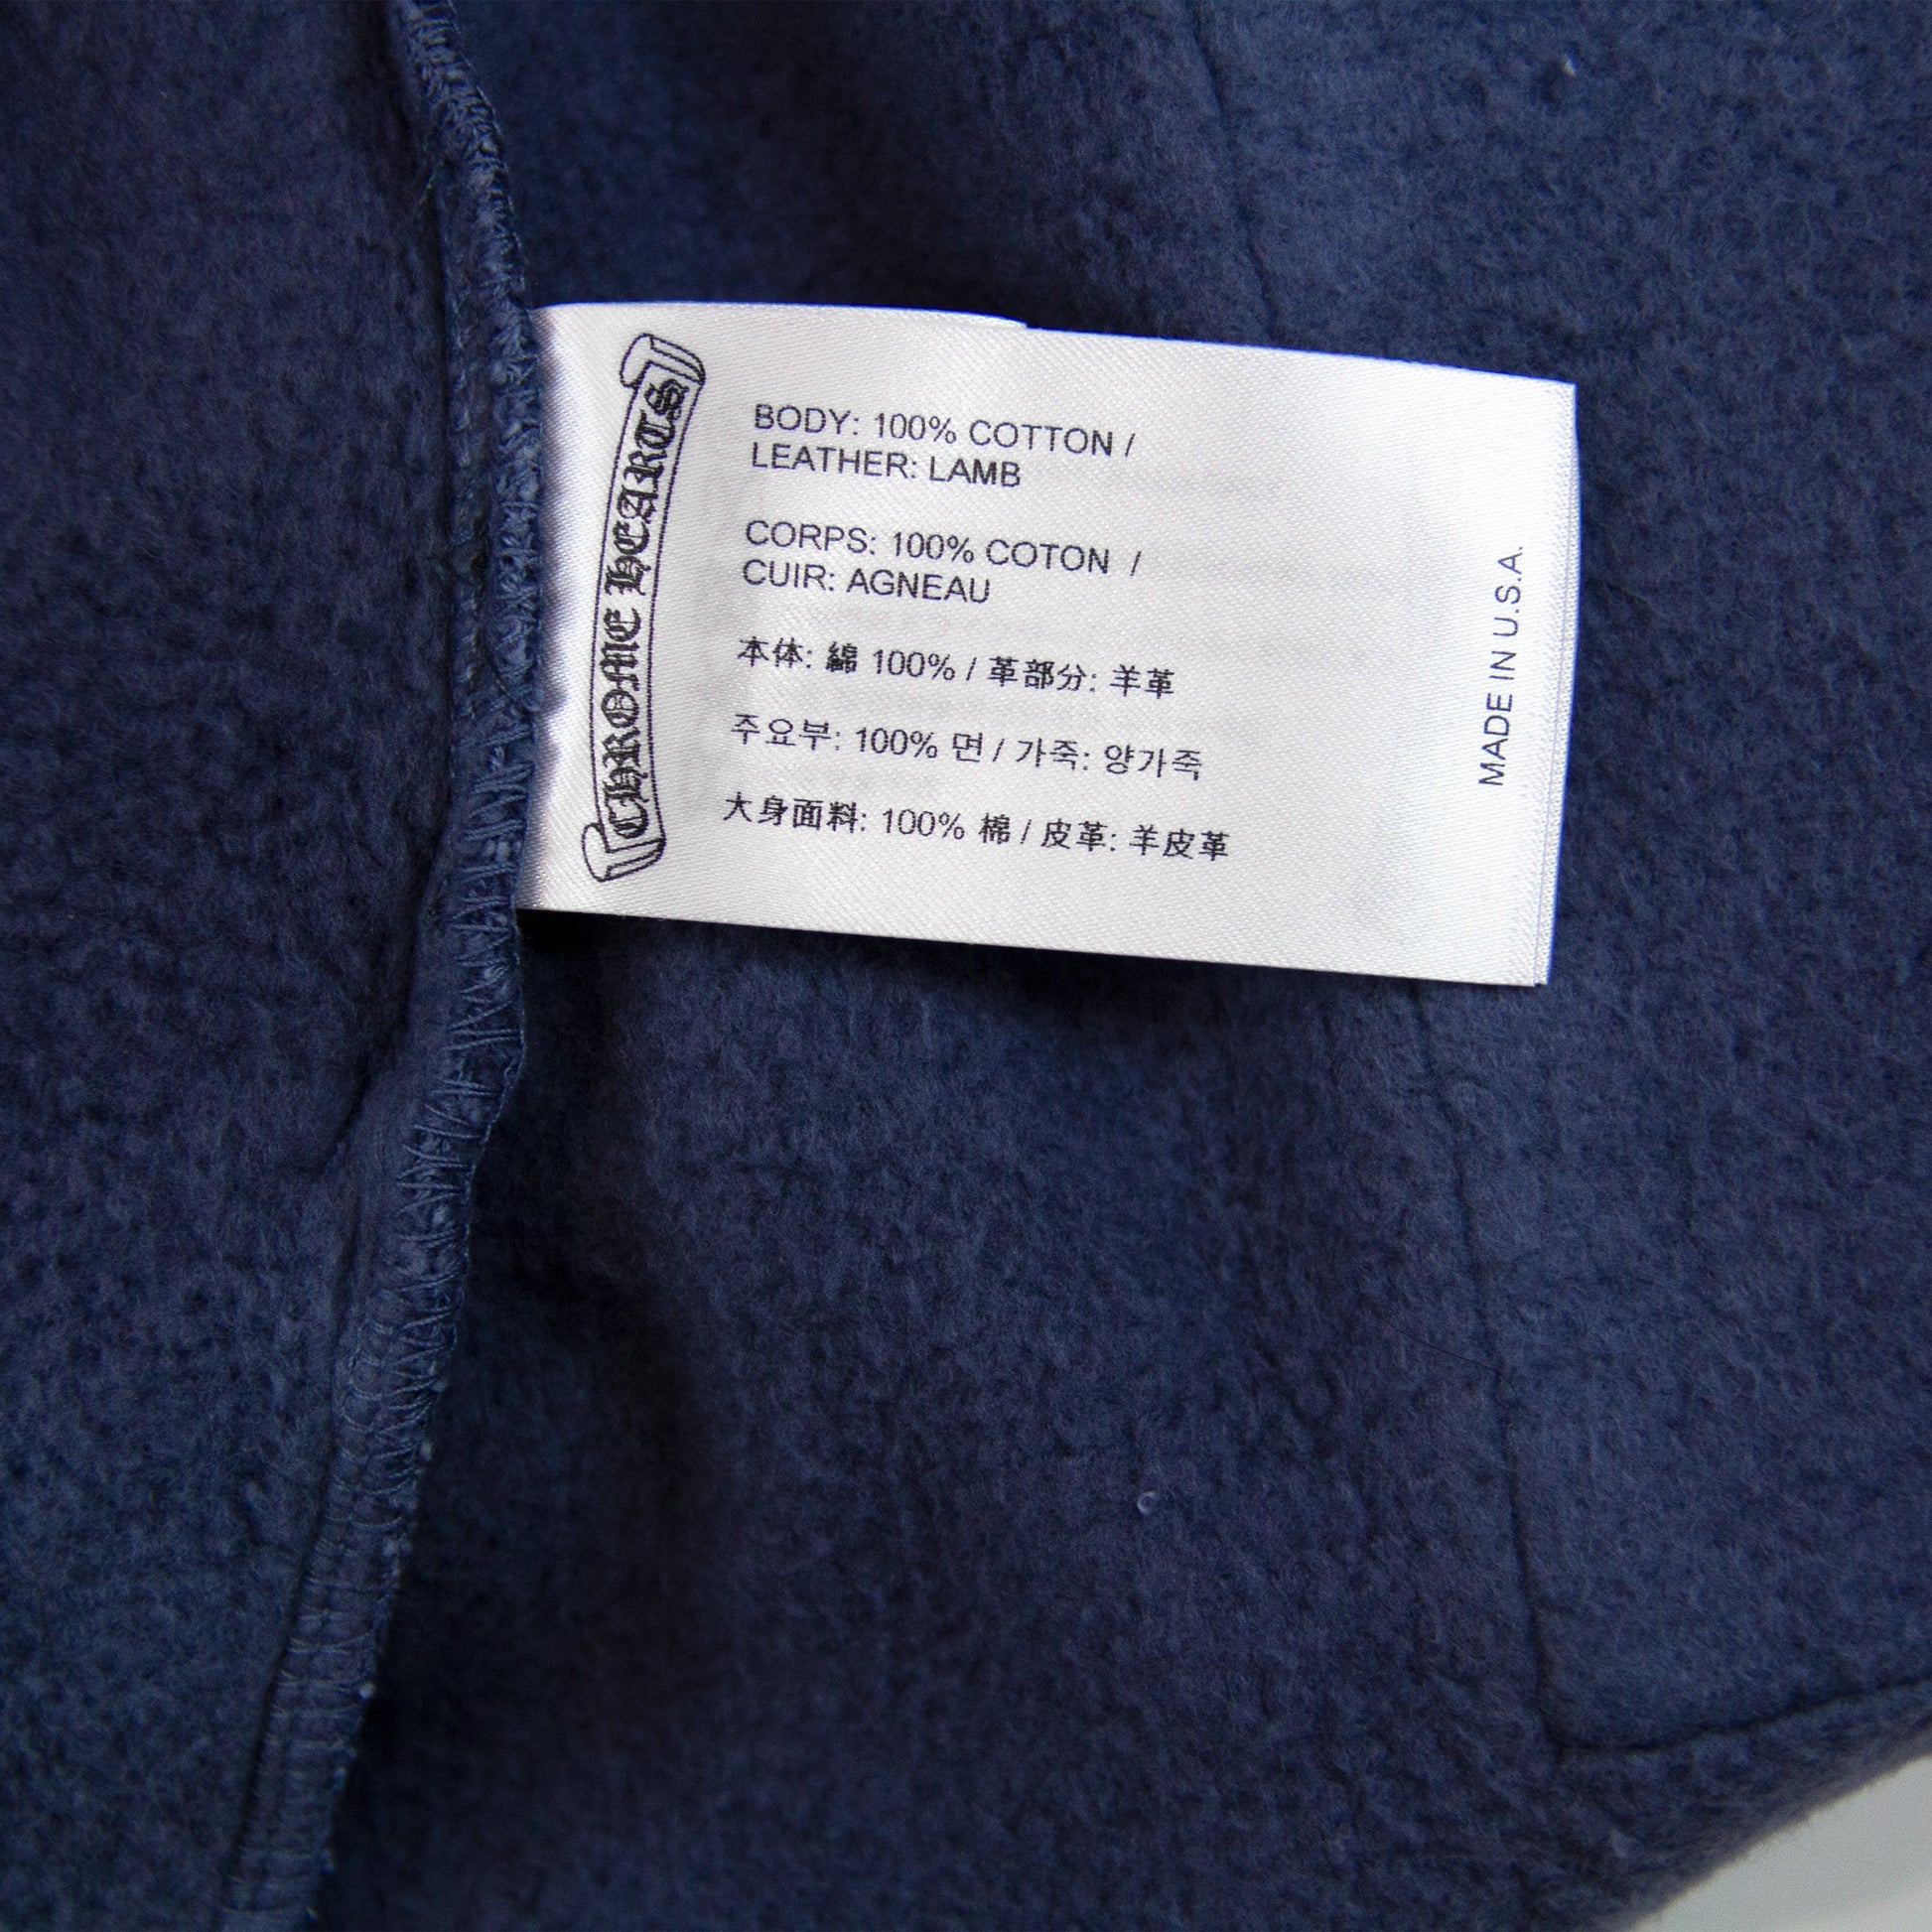 CHROME HEARTS
BODY: 100% COTTON /
LEATHER: LAMB
CORPS: 100% COTON /
CUIR: AGNEAU
本体: 綿 100% / 革部分: 羊革
주요부: 100% 면 / 가죽: 양가죽
大身面料: 100% 棉 / 皮革: 羊皮革
MADE IN U.S.A.